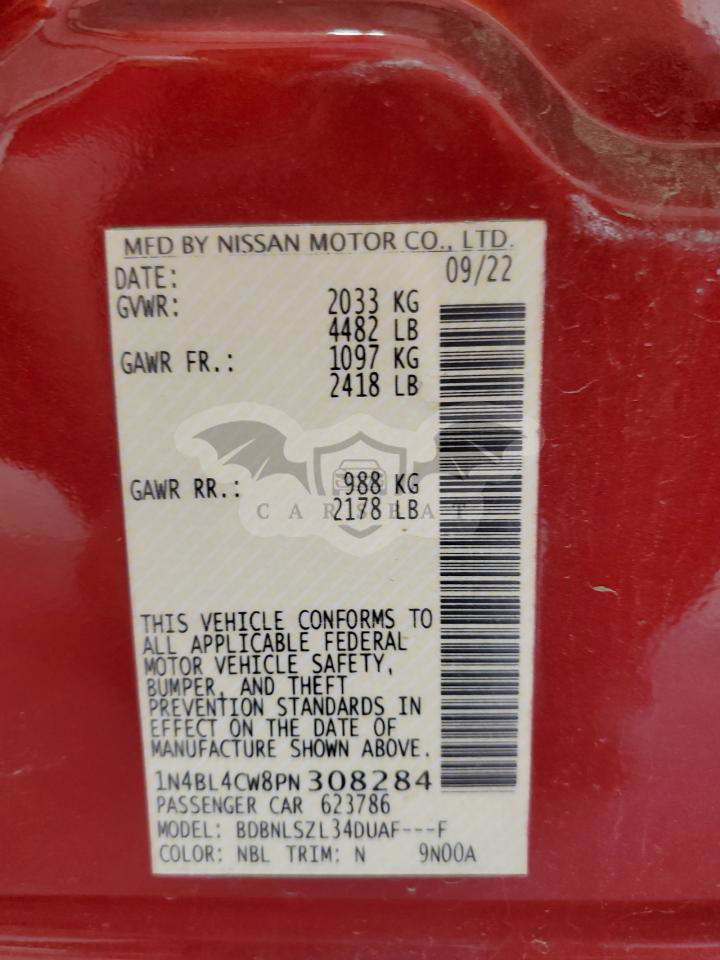 MFD BY NISSAN MOTOR CO., LTD.
DATE: 09/22
GVWR: 2033 KG
4482 LB
GAWR FR.: 1097 KG
2418 LB
GAWR RR.: 988 KG
CARSBAT
2178 LB
THIS VEHICLE CONFORMS TO
ALL APPLICABLE FEDERAL
MOTOR VEHICLE SAFETY,
BUMPER, AND THEFT
PREVENTION STANDARDS IN
EFFECT ON THE DATE OF
MANUFACTURE SHOWN ABOVE.
1N4BL4CW8PN308284
PASSENGER CAR 623786
MODEL: BDBNLSZL34DUAF---F
COLOR: NBL TRIM: N 9N00A